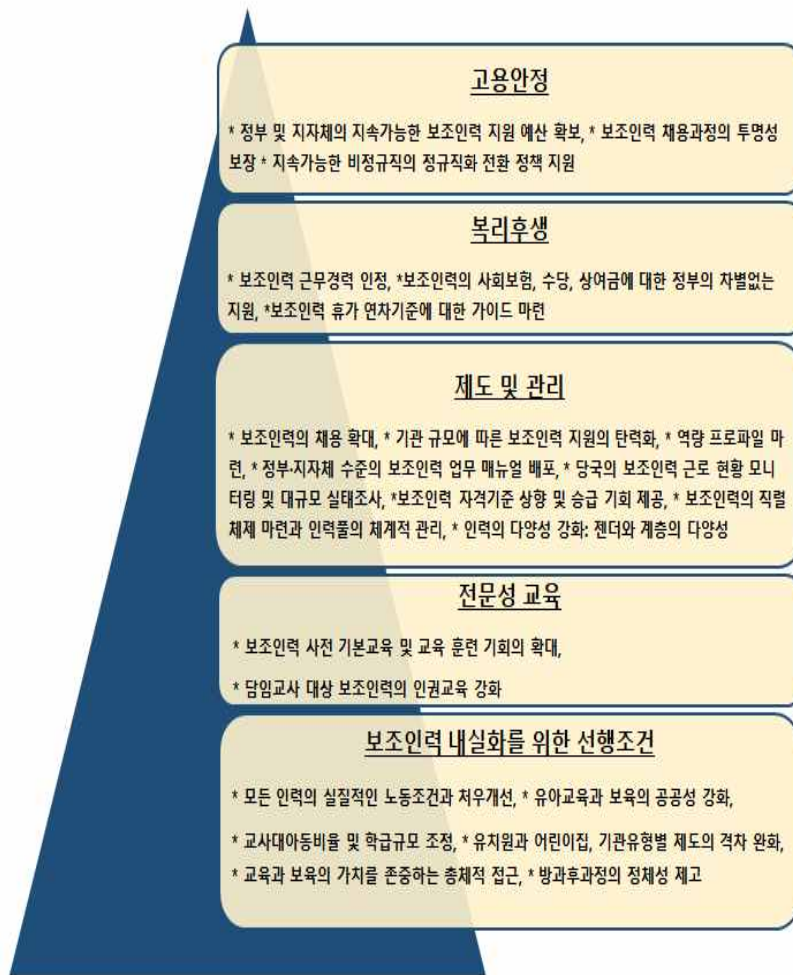 고용안정
* 정부 및 지자체의 지속가능한 보조인력 지원 예산 확보, * 보조인력 채용과정의 투명성
보장 * 지속가능한 비정규직의 정규직화 전환 정책 지원
복리후생
* 보조인력 근무경력 인정, *보조인력의 사회보험, 수당, 상여금에 대한 정부의 차별없는
지원, *보조인력 휴가 연차기준에 대한 가이드 마련
제도 및 관리
* 보조인력의 채용 확대, * 기관 규모에 따른 보조인력 지원의 탄력화, * 역량 프로파일 마
련, * 정부·지자체 수준의 보조인력 업무 매뉴얼 배포, * 당국의 보조인력 근로 현황 모니
터링 및 대규모 실태조사, *보조인력 자격기준 상향 및 승급 기회 제공, * 보조인력의 직렬
체제 마련과 인력풀의 체계적 관리, * 인력의 다양성 강화: 젠더와 계층의 다양성
전문성 교육
* 보조인력 사전 기본교육 및 교육 훈련 기회의 확대,
* 담임교사 대상 보조인력의 인권교육 강화
보조인력 내실화를 위한 선행조건
* 모든 인력의 실질적인 노동조건과 처우개선, * 유아교육과 보육의 공공성 강화,
* 교사대아동비율 및 학급규모 조정, * 유치원과 어린이집, 기관유형별 제도의 격차 완화,
* 교육과 보육의 가치를 존중하는 총체적 접근, * 방과후과정의 정체성 제고